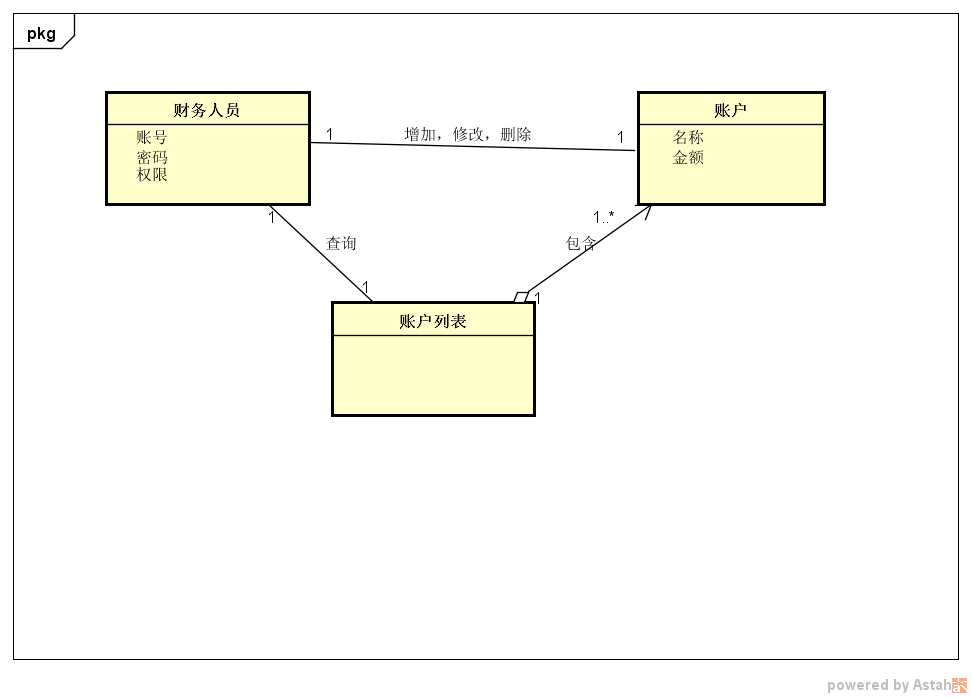 pkg
财务人员
账号
密码
权限
账户
名称
金额
1
增加，修改，删除
1
1
查询
1
1..*
包含
1
账户列表
powered by Astah